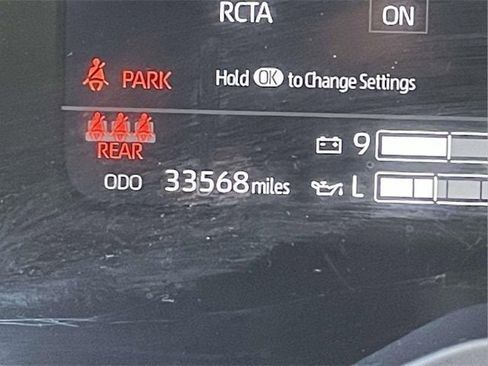 RCTA ON
PARK Hold OK to Change Settings
REAR
9
ODO 33568 miles L